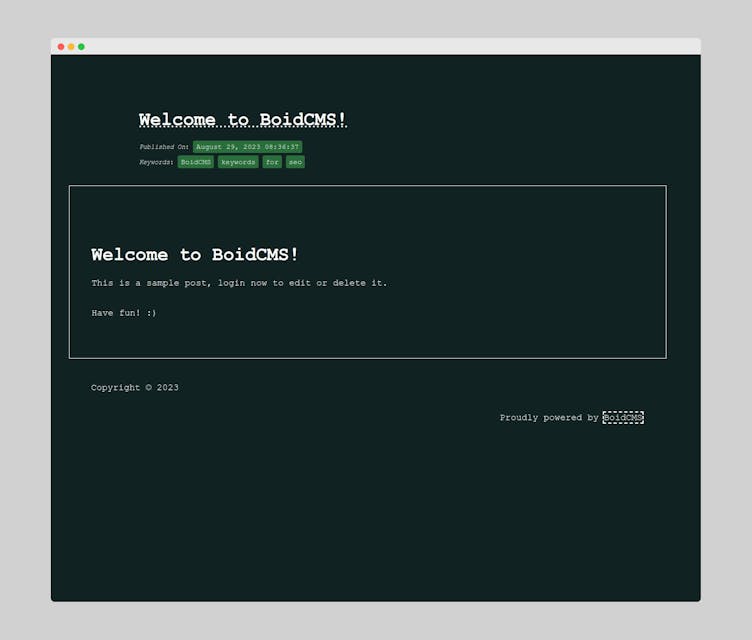 Welcome to BoidCMS!
Published On: August 29, 2023 08:36:37
Keywords: BoidCMS keywords for seo
Welcome to BoidCMS!
This is a sample post, login now to edit or delete it.
Have fun! :)
Copyright © 2023
Proudly powered by BoidCMS